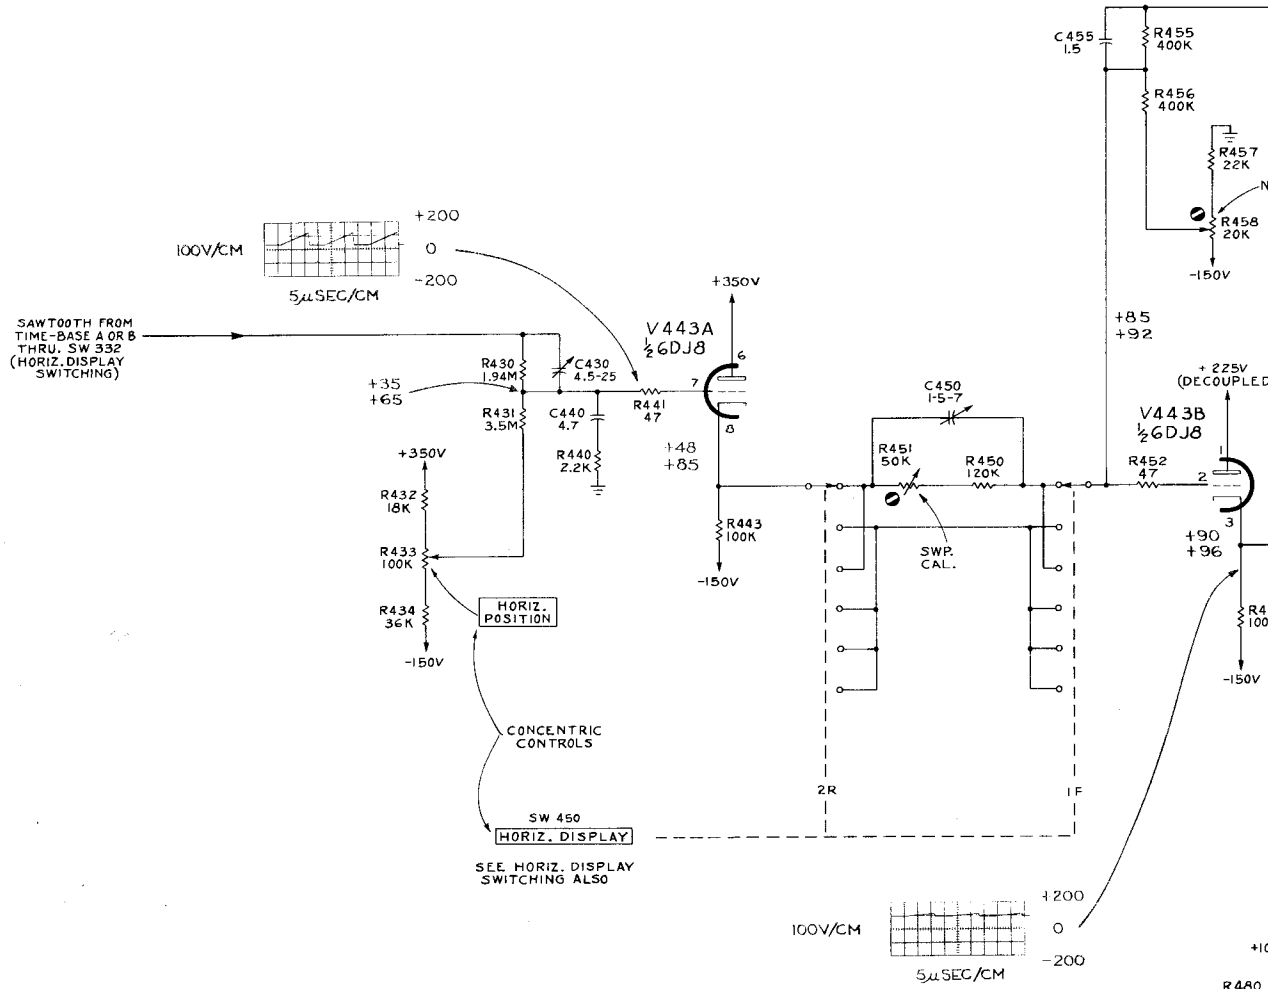 C455
1.5
R455
400K
R456
400K
R457
22K
N
R458
20K
-150V
+200
100V/CM
0
-200
5µSEC/CM
+350V
SAWTOOTH FROM
TIME-BASE A OR B
THRU. SW 332
(HORIZ. DISPLAY
SWITCHING)
V443A
½6DJ8
6
7
8
R430
1.94M
C430
4.5-25
+35
+65
R431
3.5M
C440
4.7
R441
47
R440
2.2K
+48
+85
+350V
R432
18K
R433
100K
R434
36K
-150V
HORIZ.
POSITION
R443
100K
-150V
C450
1-5-7
R451
50K
R450
120K
SWP.
CAL.
+85
+92
+225V
(DECOUPLED
V443B
½6DJ8
R452
47
1
2
3
+90
+96
R4
100
-150V
CONCENTRIC
CONTROLS
2R
1F
SW 450
HORIZ. DISPLAY
SEE HORIZ. DISPLAY
SWITCHING ALSO
+200
100V/CM
0
-200
5µSEC/CM
+10
R480